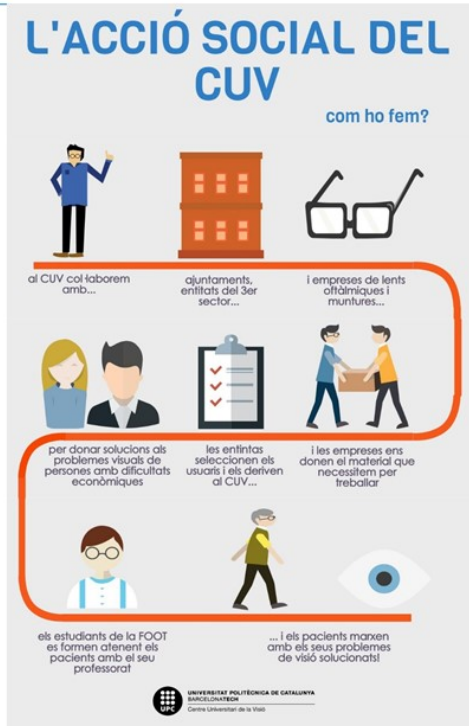 L'ACCIÓ SOCIAL DEL
CUV
com ho fem?
al CUV col·laborem
amb...
ajuntaments,
entitats del 3er
sector...
i empreses de lents
oftàlmiques i
muntures...
per donar solucions als
problemes visuals de
persones amb dificultats
econòmiques
les entintas
seleccionen els
usuaris i els deriven
al CUV...
i les empreses ens
donen el material que
necessitem per
treballar
els estudiants de la FOOT
es formen atenent els
pacients amb el seu
professorat
... i els pacients marxen
amb els seus problemes
de visió solucionats!
UPC
UNIVERSITAT POLITÈCNICA DE CATALUNYA
BARCELONATECH
Centre Universitari de la Visió